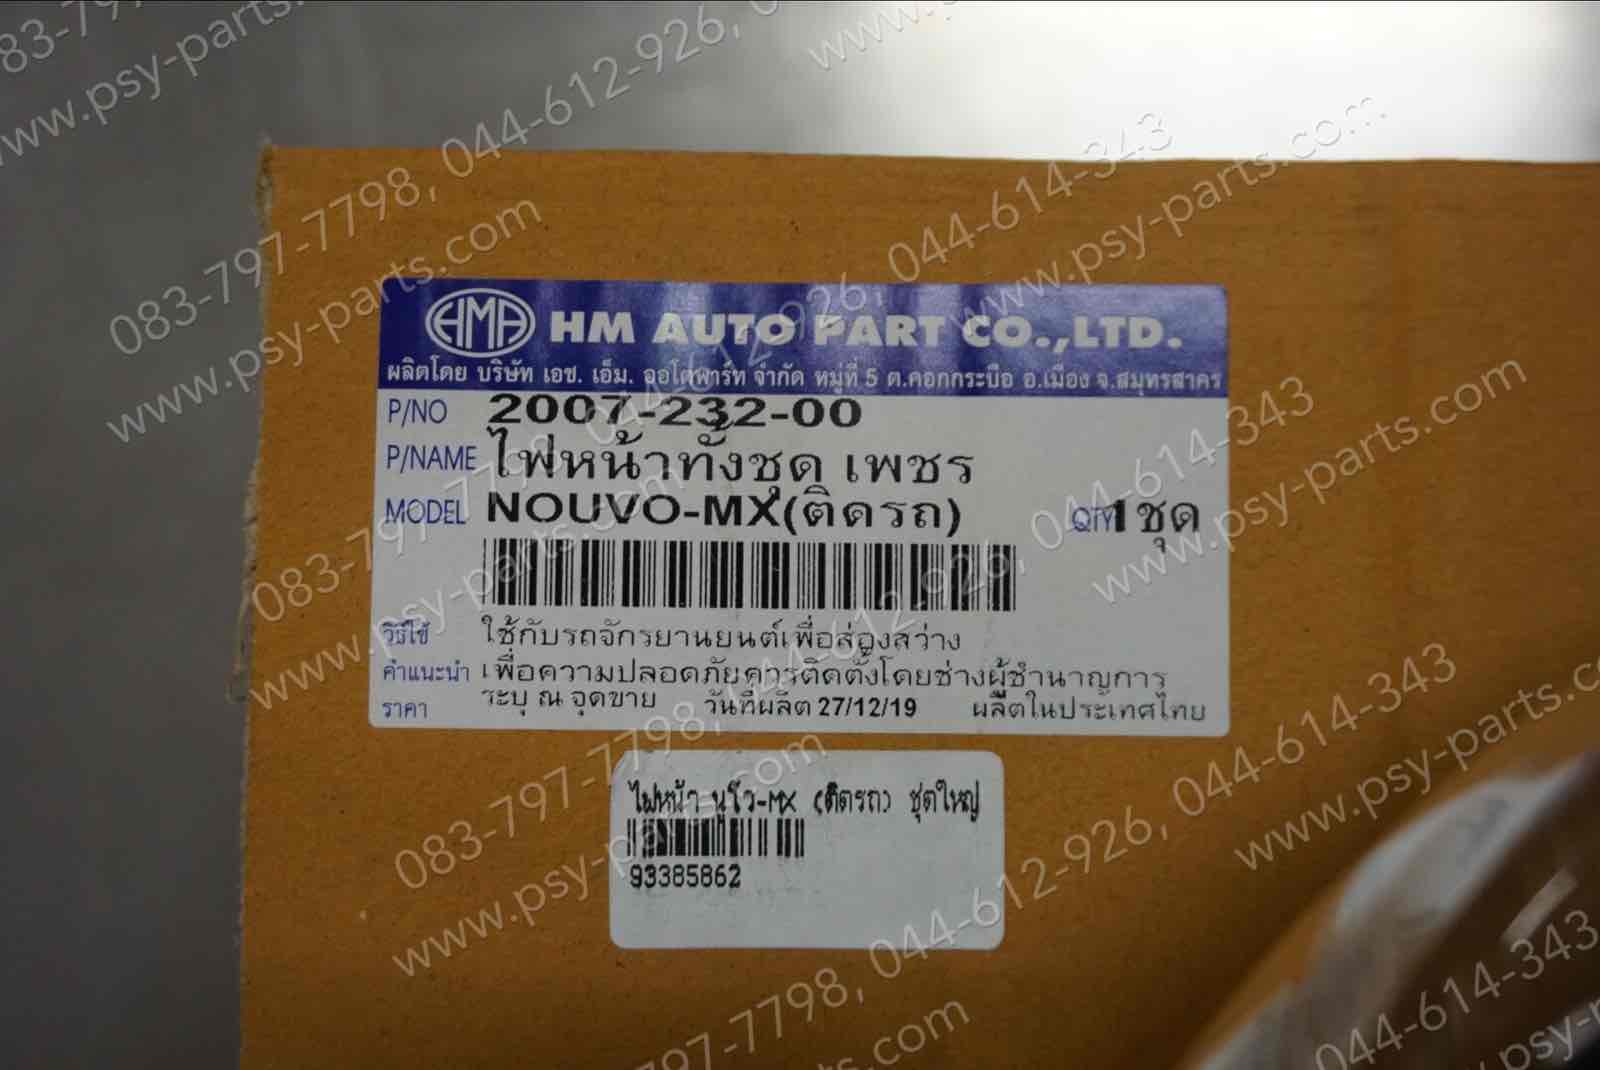 HMA HM AUTO PART CO.,LTD.
ผลิตโดย บริษัท เอช. เอ็ม. ออโตพาร์ท จำกัด หมู่ที่ 5 ต.คอกกระบือ อ.เมือง จ.สมุทรสาคร
P/NO 2007-232-00
P/NAME ไฟหน้าทั้งชุด เพชร
MODEL NOUVO-MX(ติดรถ) QTY 1 ชุด
วิธีใช้ ใช้กับรถจักรยานยนต์เพื่อส่องสว่าง
คำแนะนำ เพื่อความปลอดภัยควรติดตั้งโดยช่างผู้ชำนาญการ
ราคา ระบุ ณ จุดขาย วันที่ผลิต 27/12/19 ผลิตในประเทศไทย
ไฟหน้า นูโว-MX (ติดรถ) ชุดใหญ่
93385862
083-797-7798, 044-612-926, 044-614-343
www.psy-parts.com